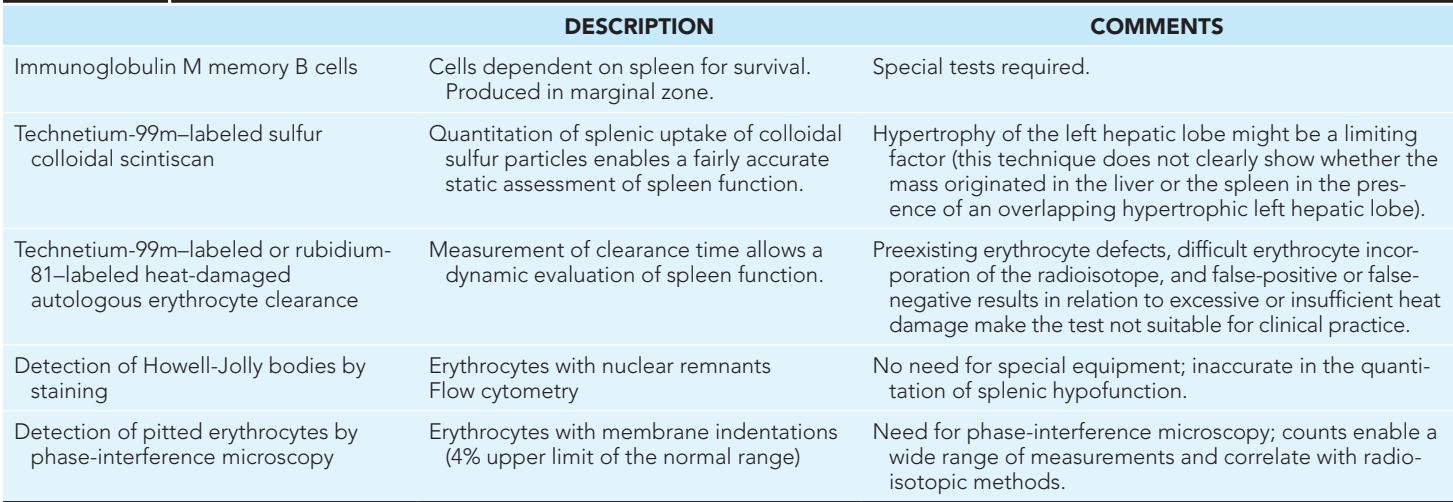 DESCRIPTION COMMENTS
Immunoglobulin M memory B cells
Cells dependent on spleen for survival.
Produced in marginal zone.
Special tests required.
Technetium-99m–labeled sulfur
colloidal scintiscan
Quantitation of splenic uptake of colloidal
sulfur particles enables a fairly accurate
static assessment of spleen function.
Hypertrophy of the left hepatic lobe might be a limiting
factor (this technique does not clearly show whether the
mass originated in the liver or the spleen in the pres-
ence of an overlapping hypertrophic left hepatic lobe).
Technetium-99m–labeled or rubidium-
81–labeled heat-damaged
autologous erythrocyte clearance
Measurement of clearance time allows a
dynamic evaluation of spleen function.
Preexisting erythrocyte defects, difficult erythrocyte incor-
poration of the radioisotope, and false-positive or false-
negative results in relation to excessive or insufficient heat
damage make the test not suitable for clinical practice.
Detection of Howell-Jolly bodies by
staining
Erythrocytes with nuclear remnants
Flow cytometry
No need for special equipment; inaccurate in the quanti-
tation of splenic hypofunction.
Detection of pitted erythrocytes by
phase-interference microscopy
Erythrocytes with membrane indentations
(4% upper limit of the normal range)
Need for phase-interference microscopy; counts enable a
wide range of measurements and correlate with radio-
isotopic methods.